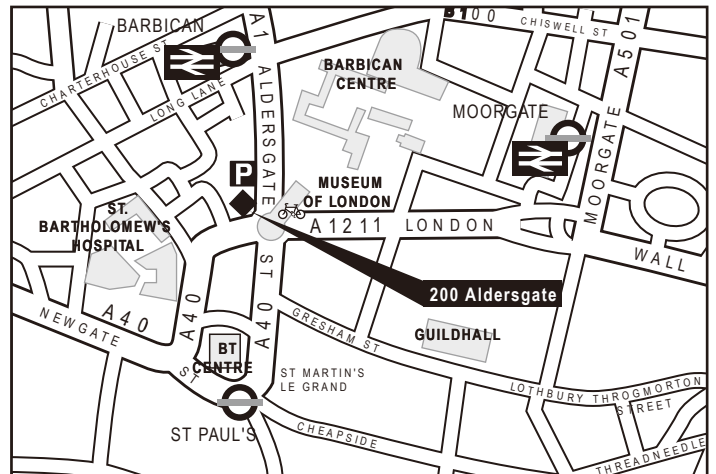 BARBICAN
A1 ALDERSGATE ST
B100
CHISWELL ST
A501
CHARTERHOUSE ST
LONG LANE
BARBICAN
CENTRE
MOORGATE
MOORGATE
P
MUSEUM
OF LONDON
ST.
BARTHOLOMEW'S
HOSPITAL
A1211 LONDON
WALL
200 Aldersgate
A40
NEWGATE ST
A40
A40
GRESHAM ST
GUILDHALL
BT
CENTRE
ST MARTIN'S
LE GRAND
LOTHBURY THROGMORTON
STREET
ST PAUL'S
CHEAPSIDE
THREADNEEDLE